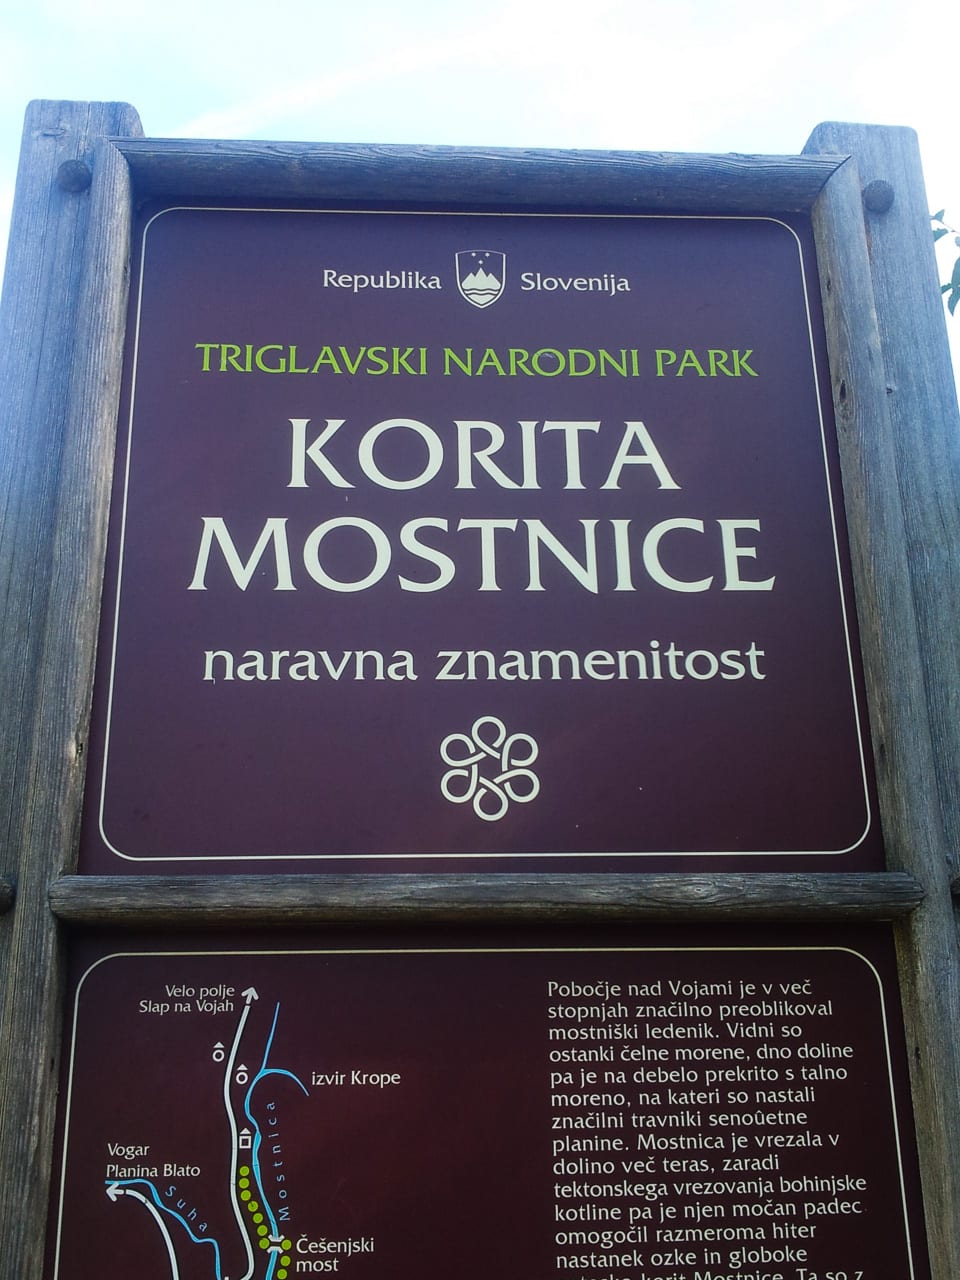 Republika Slovenija
TRIGLAVSKI NARODNI PARK
KORITA
MOSTNICE
naravna znamenitost
Velo polje
Slap na Vojah
izvir Krope
Mostnica
Vogar
Planina Blato
Suha
Češenjski
most
Pobočje nad Vojami je v več
stopnjah značilno preoblikoval
mostniški ledenik. Vidni so
ostanki čelne morene, dno doline
pa je na debelo prekrito s talno
moreno, na kateri so nastali
značilni travniki senoûetne
planine. Mostnica je vrezala v
dolino več teras, zaradi
tektonskega vrezovanja bohinjske
kotline pa je njen močan padec
omogočil razmeroma hiter
nastanek ozke in globoke
korit Mostnice. Ta so z